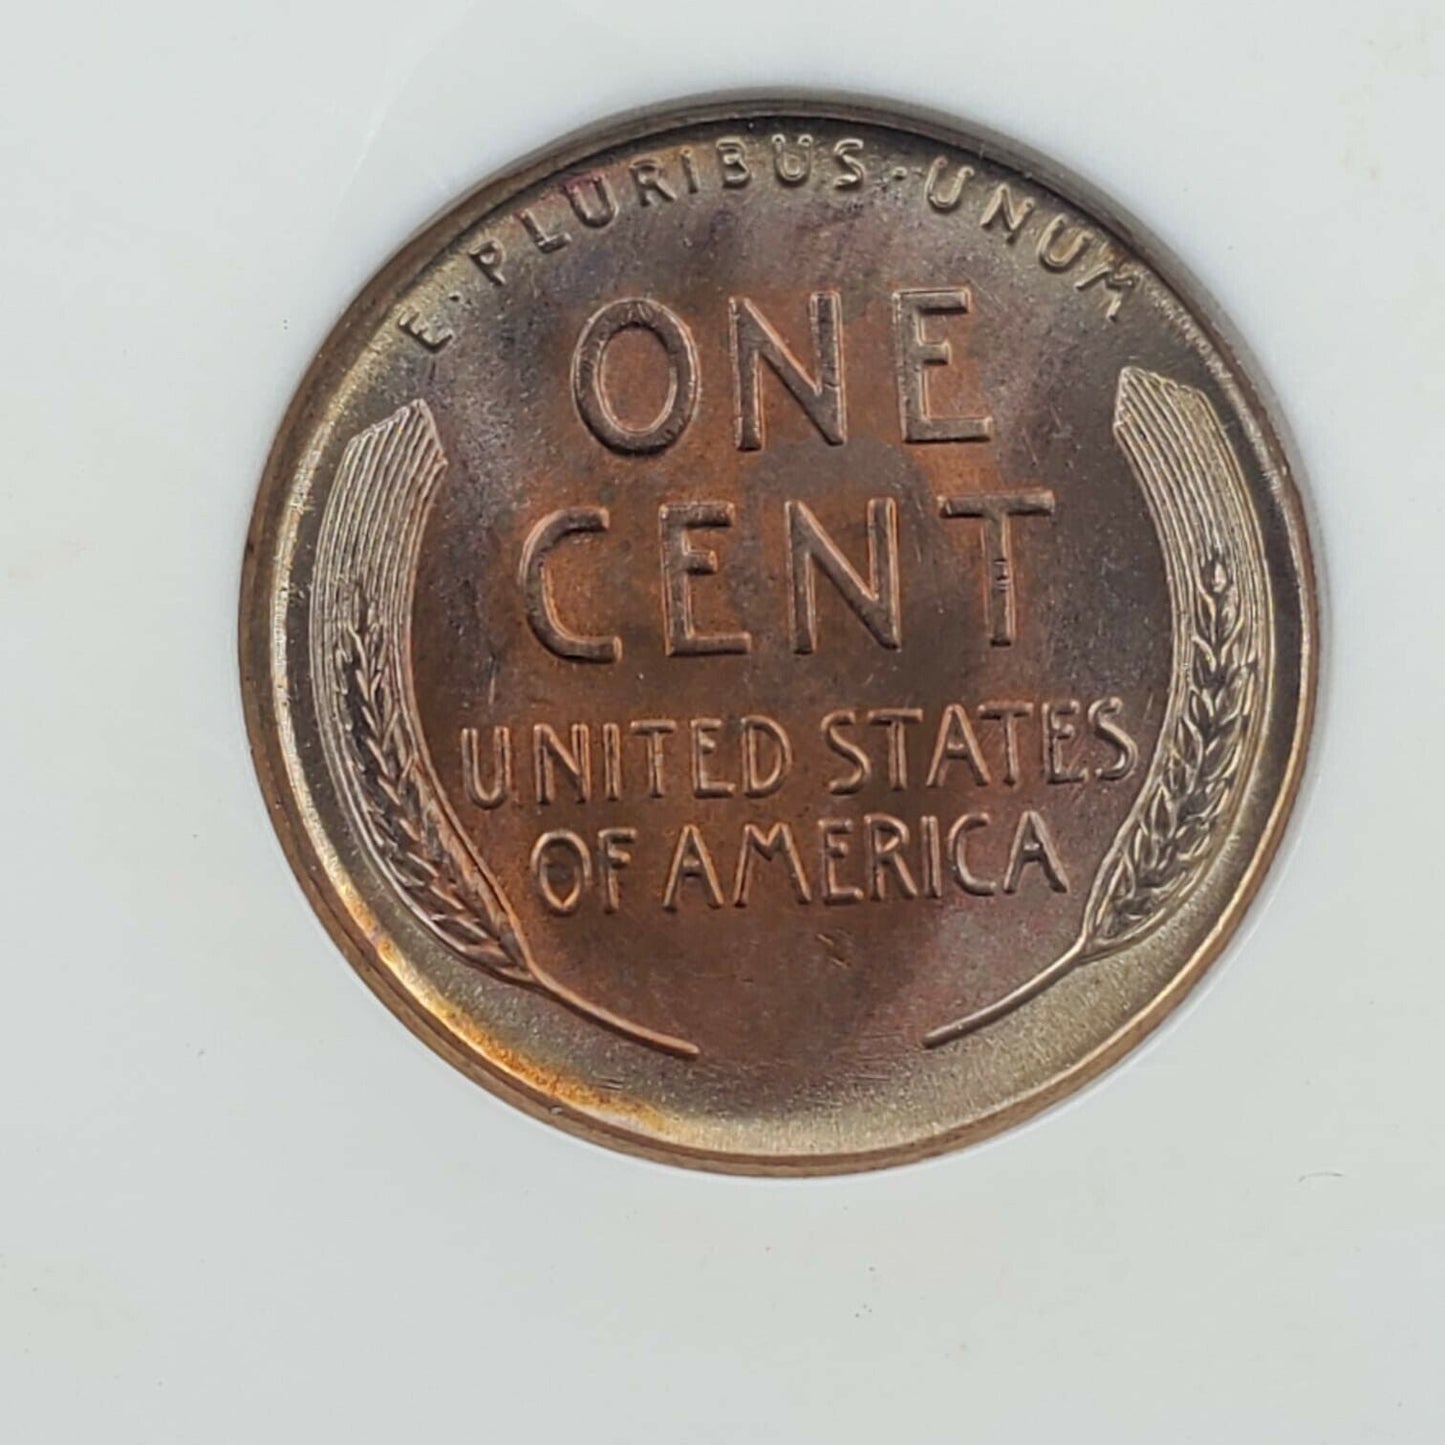 E·PLURIBUS·UNUM
ONE
CENT
UNITED STATES
OF AMERICA